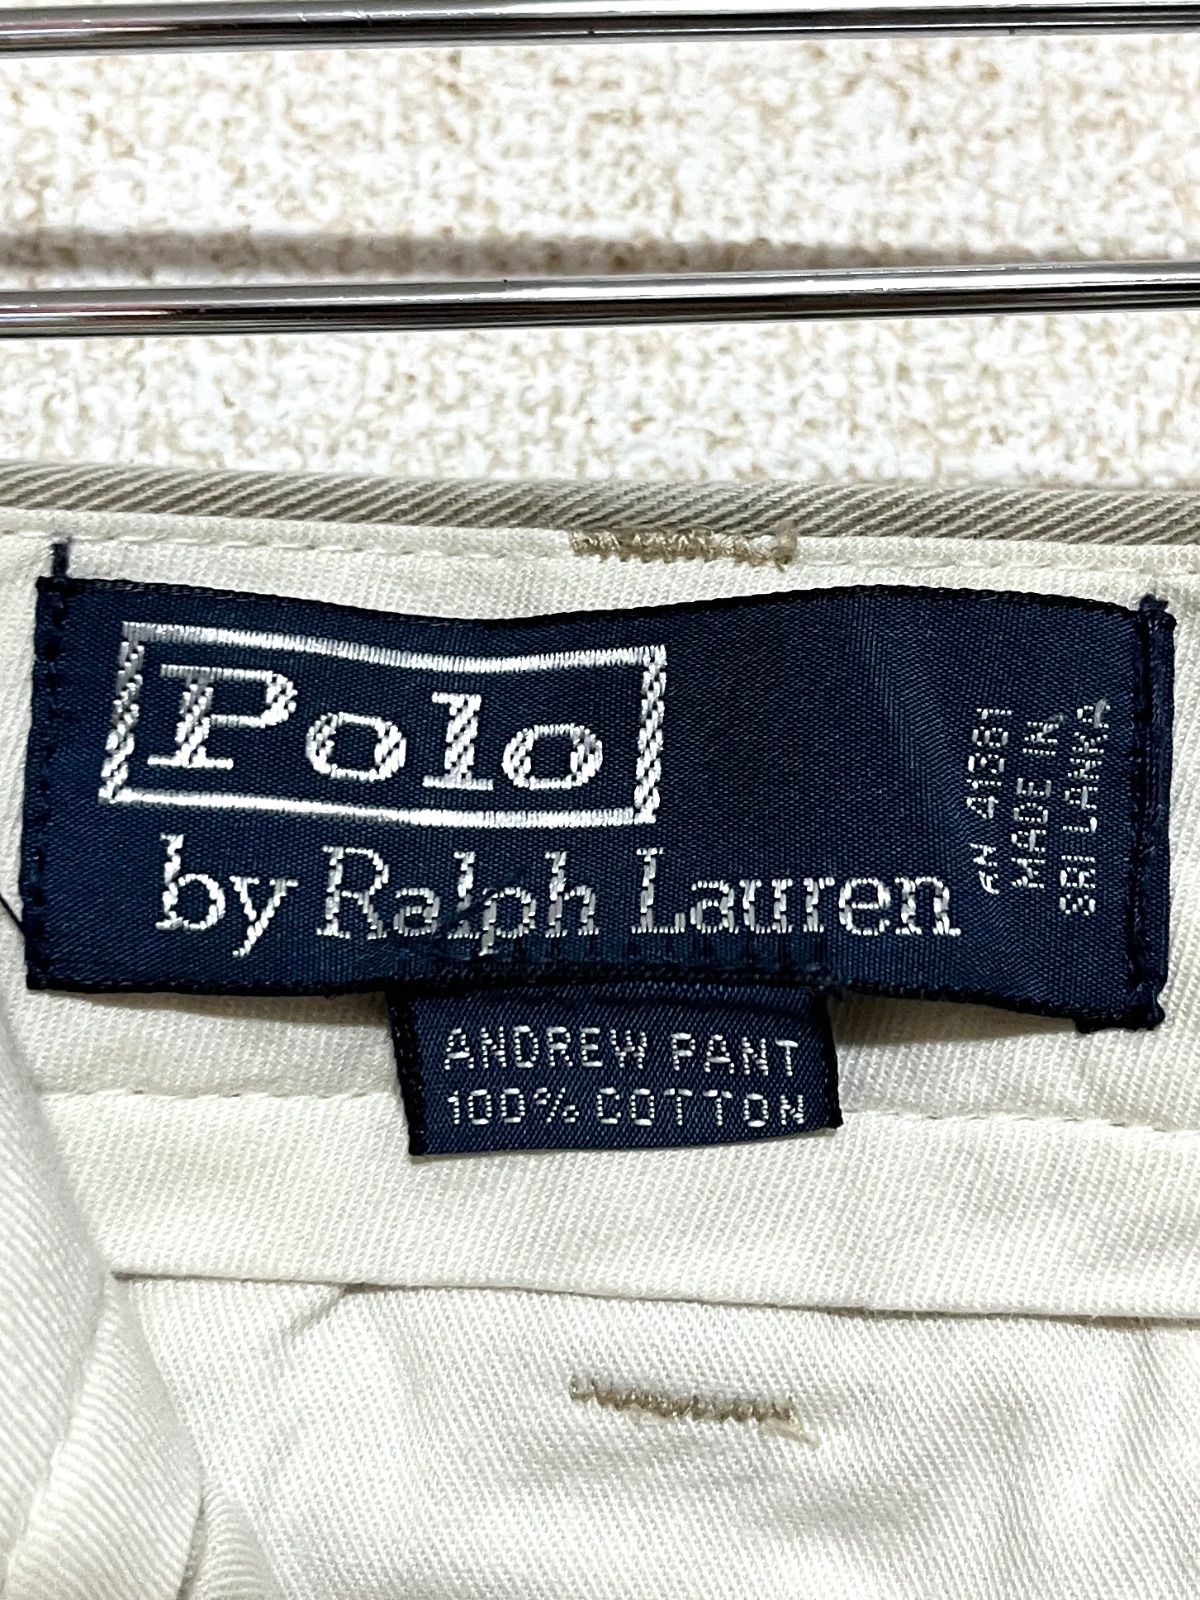 Polo
by Ralph Lauren
RN 41381
MADE IN
SRI LANKA
ANDREW PANT
100% COTTON